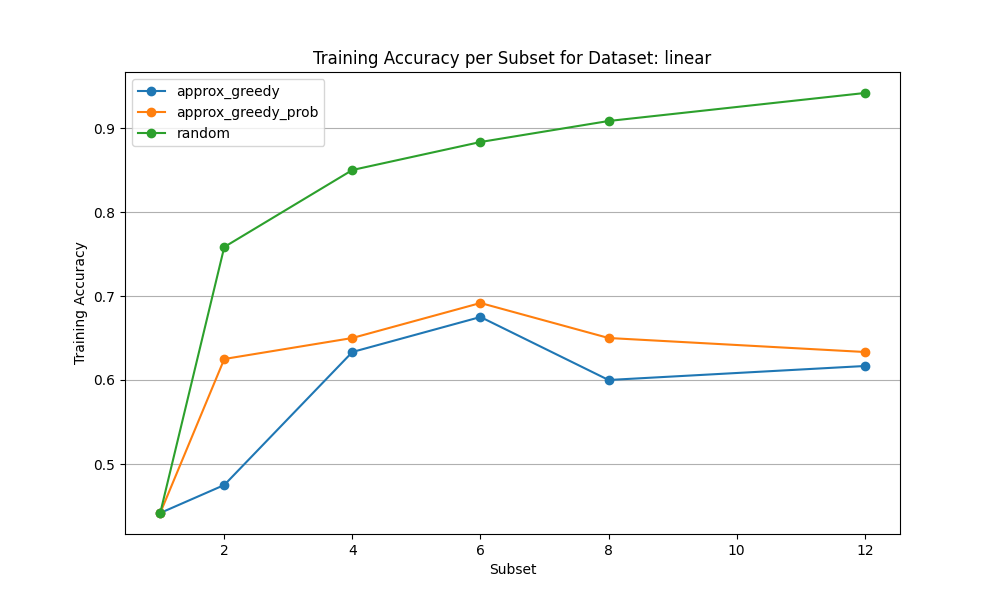 Training Accuracy per Subset for Dataset: linear
approx_greedy
approx_greedy_prob
random
Training Accuracy
0.9
0.8
0.7
0.6
0.5
2 4 6 8 10 12
Subset